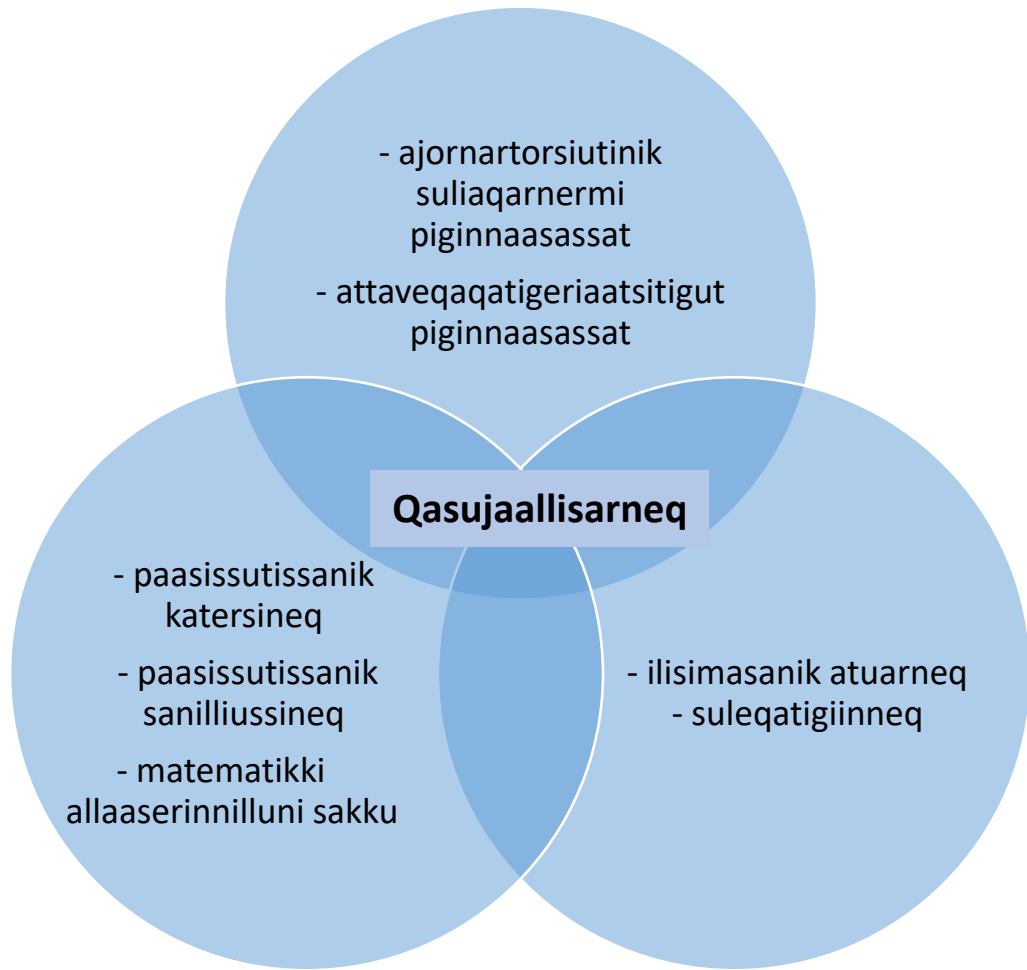 - ajornartorsiutinik
suliaqarnermi
piginnaasassat
- attaveqaqatigeriaatsitigut
piginnaasassat
Qasujaallisarneq
- paasissutissanik
katersineq
- paasissutissanik
sanilliussineq
- matematikki
allaaserinnilluni sakku
- ilisimasanik atuarneq
- suleqatigiinneq